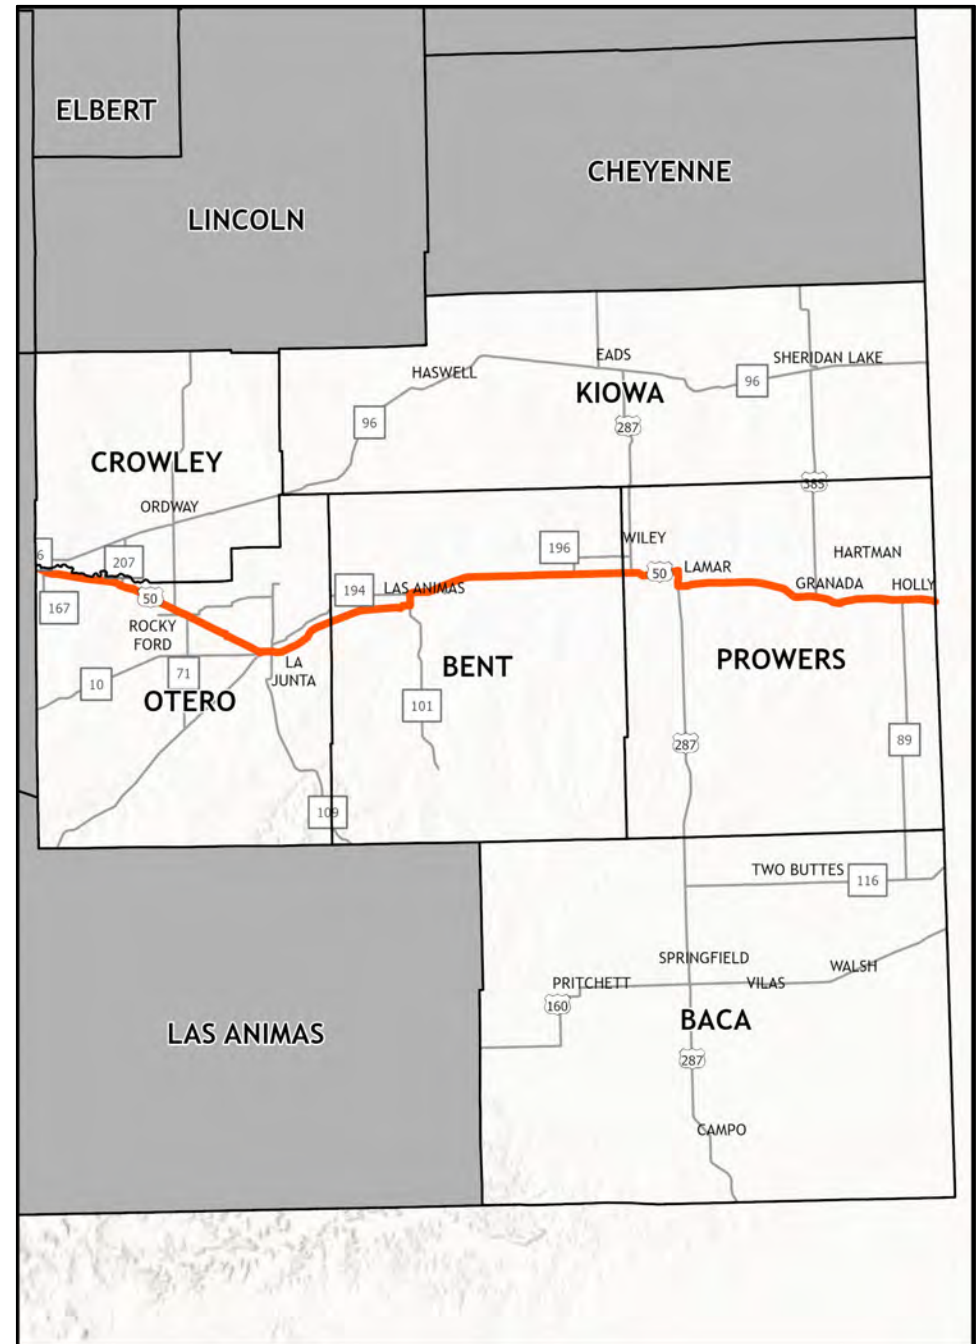 ELBERT
CHEYENNE
LINCOLN
EADS
SHERIDAN LAKE
HASWELL
96
KIOWA
96
287
CROWLEY
385
ORDWAY
WILEY
HARTMAN
6
207
196
50
LAMAR
GRANADA
HOLLY
194
LAS ANIMAS
167
50
ROCKY
FORD
LA
JUNTA
BENT
PROWERS
71
10
OTERO
101
287
89
109
TWO BUTTES
116
SPRINGFIELD
WALSH
PRITCHETT
VILAS
160
BACA
LAS ANIMAS
287
CAMPO